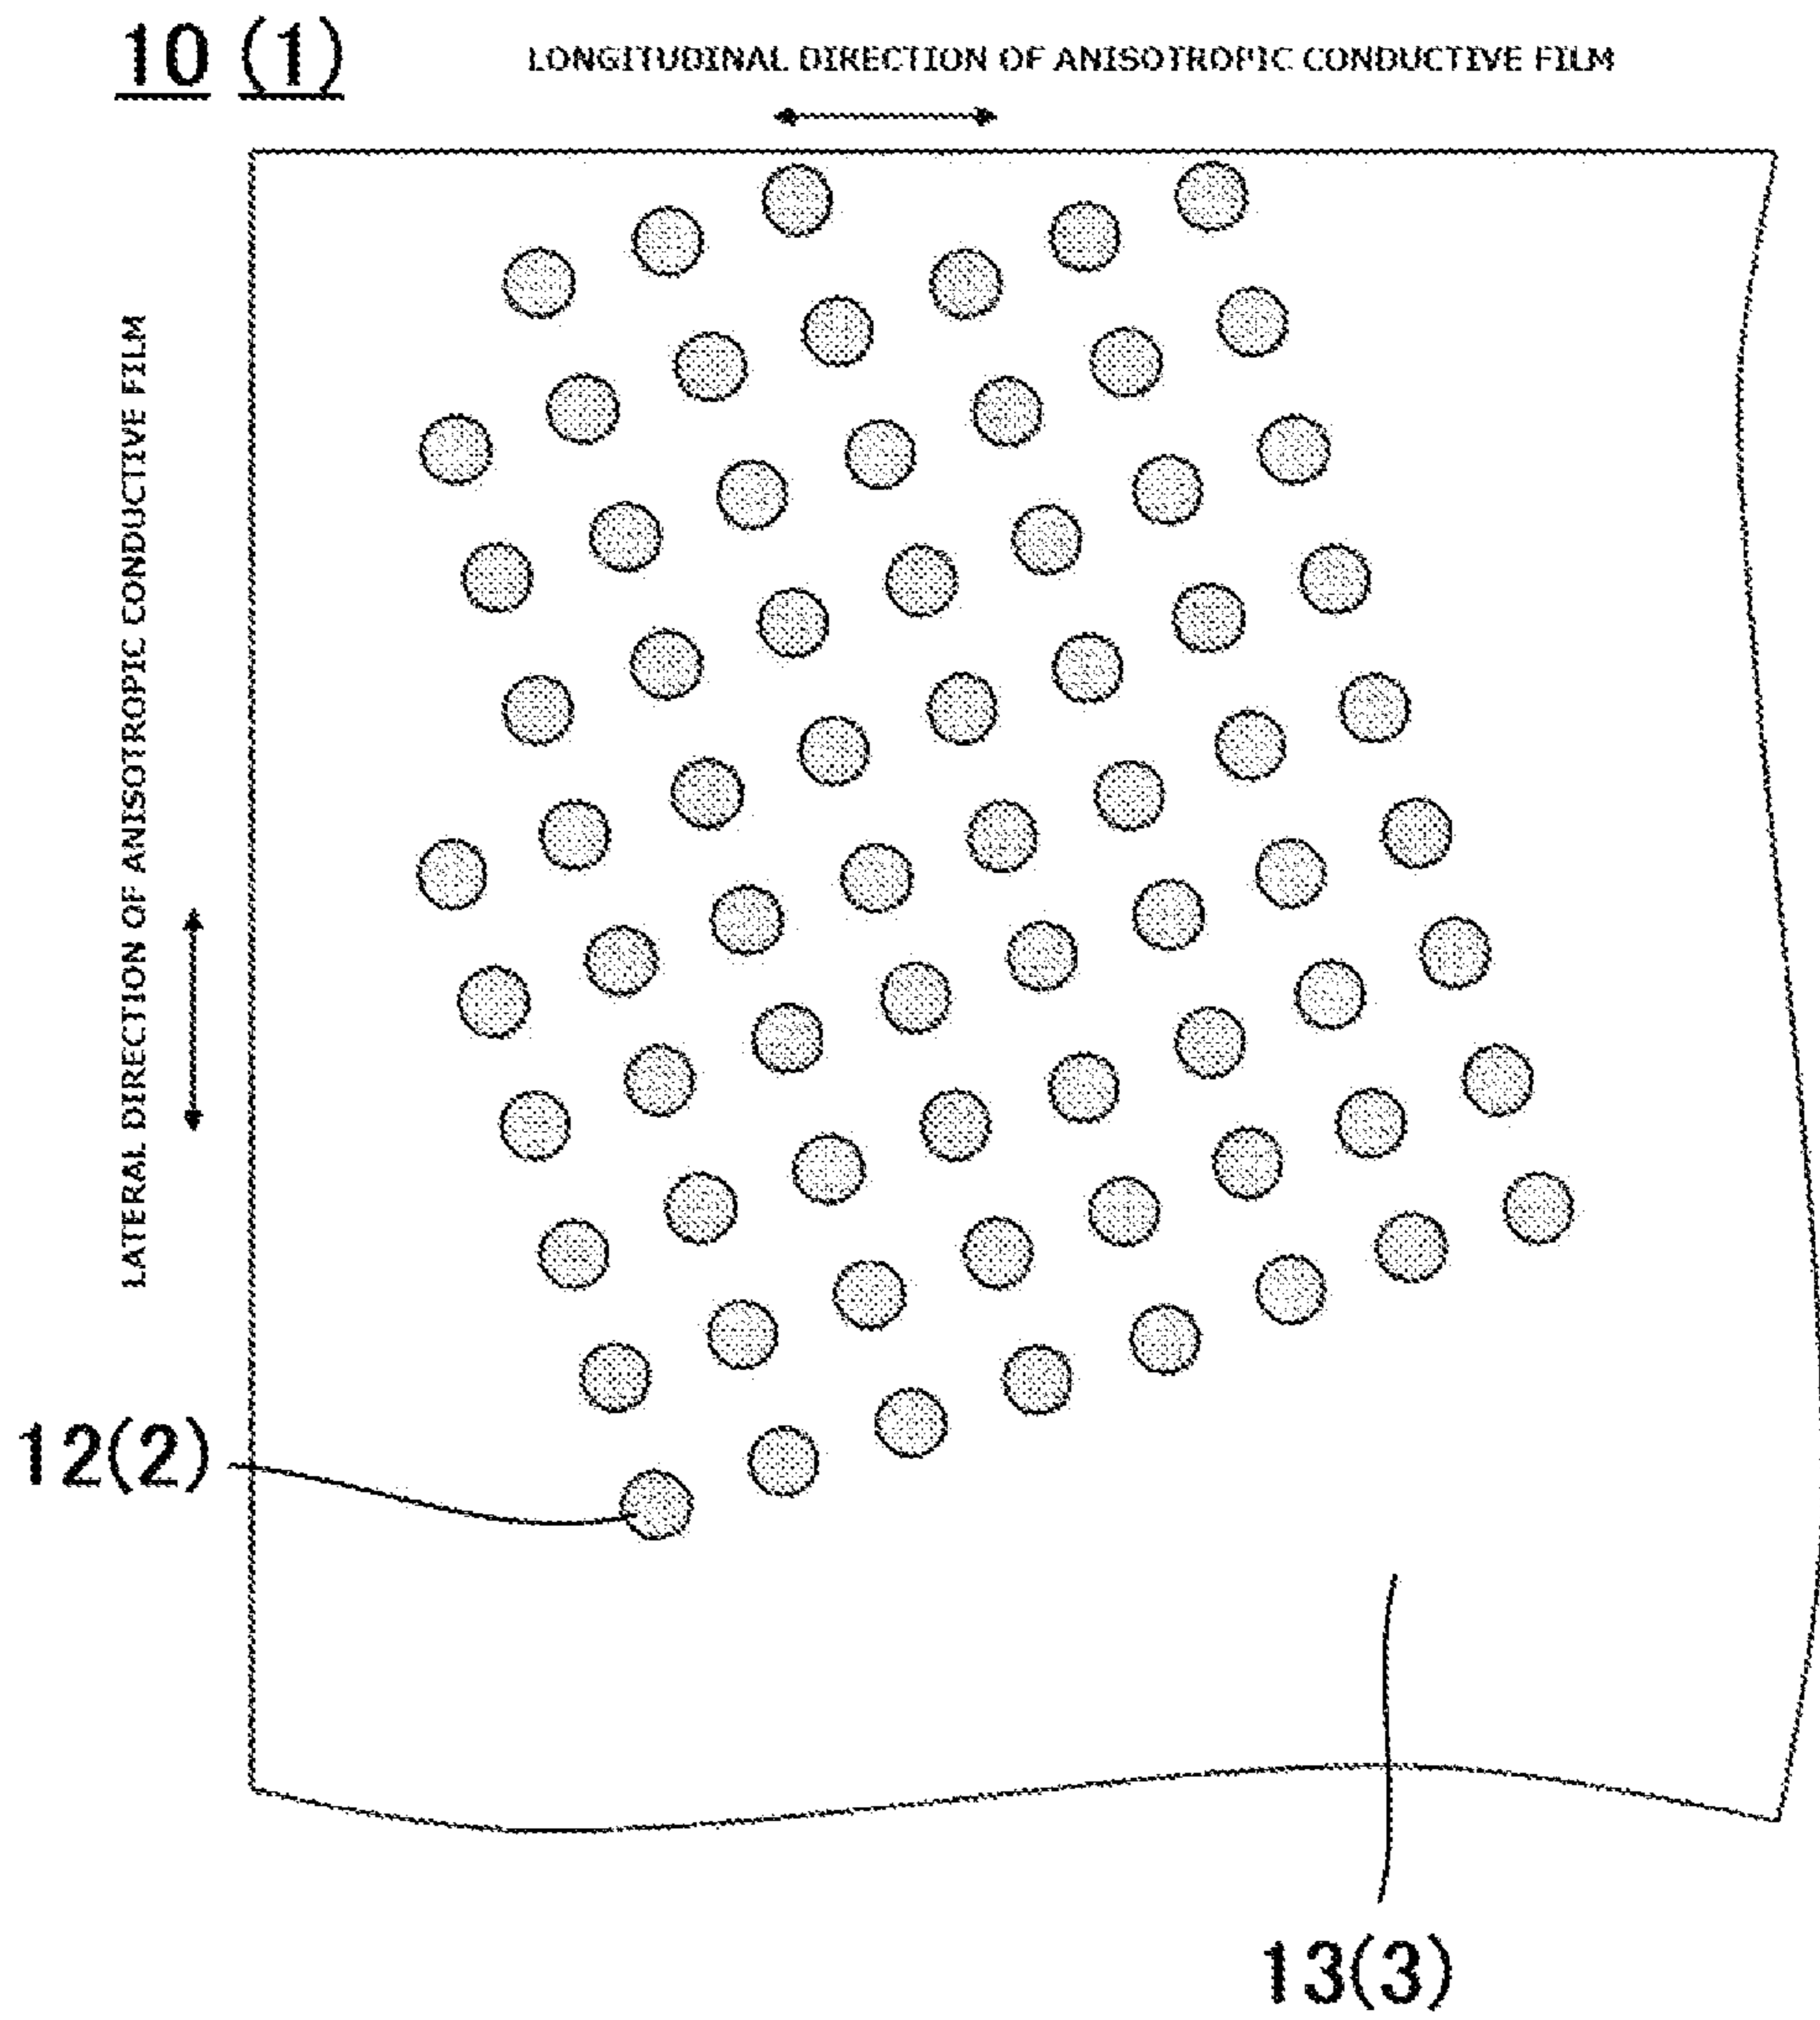 10 (1)
LONGITUDINAL DIRECTION OF ANISOTROPIC CONDUCTIVE FILM
LATERAL DIRECTION OF ANISOTROPIC CONDUCTIVE FILM
12(2)
13(3)